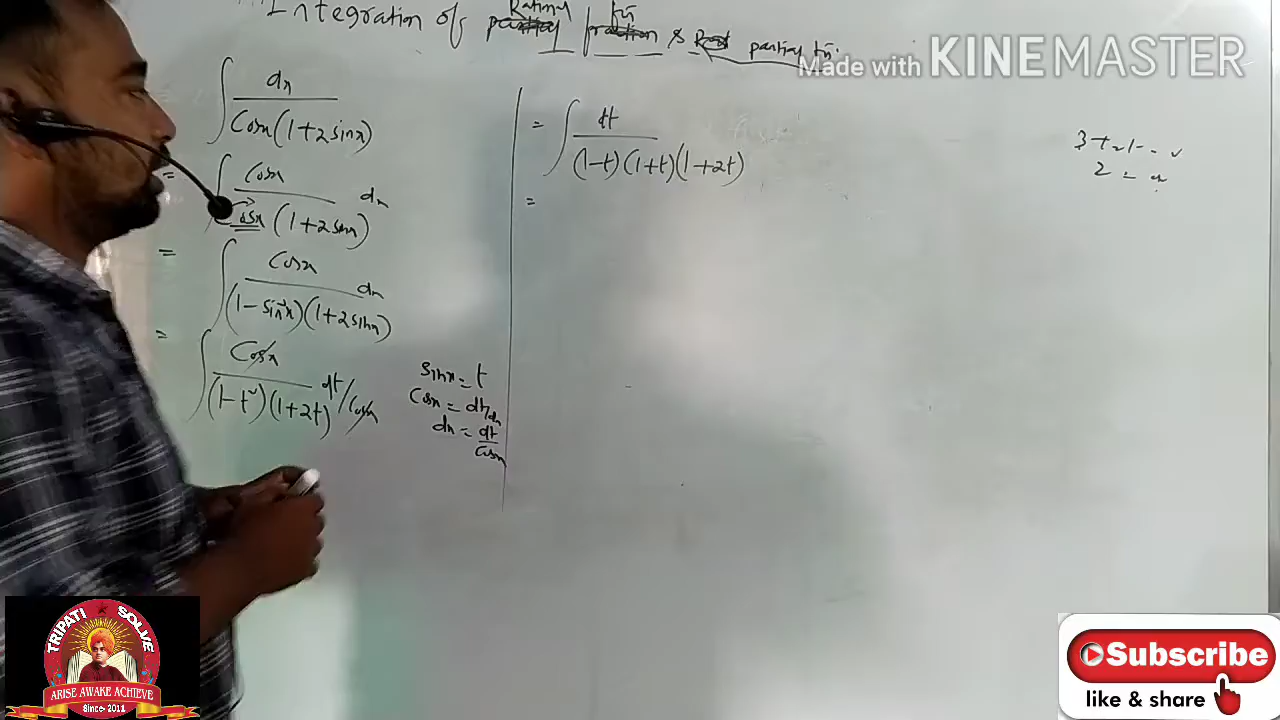 Integration of Rational fn & partial fn.
Made with KINEMASTER
∫ dx / Cosx(1+2sinx)
= ∫ Cosx / Cos²x (1+2sinx) dx
= ∫ Cosx / (1-sin²x)(1+2sinx) dx
= ∫ Cosx / (1-t²)(1+2t) dt/Cosx
sinx = t
Cosx = dt/dx
dx = dt/cosx
= ∫ dt / (1-t)(1+t)(1+2t)
=
TRIPATI SOLVE
ARISE AWAKE ACHIEVE
Since-2011
Subscribe
like & share